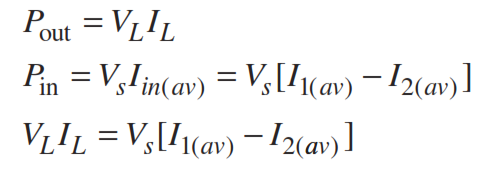 P_out = V_L I_L
P_in = V_s I_in(av) = V_s [I_1(av) − I_2(av)]
V_L I_L = V_s [I_1(av) − I_2(av)]